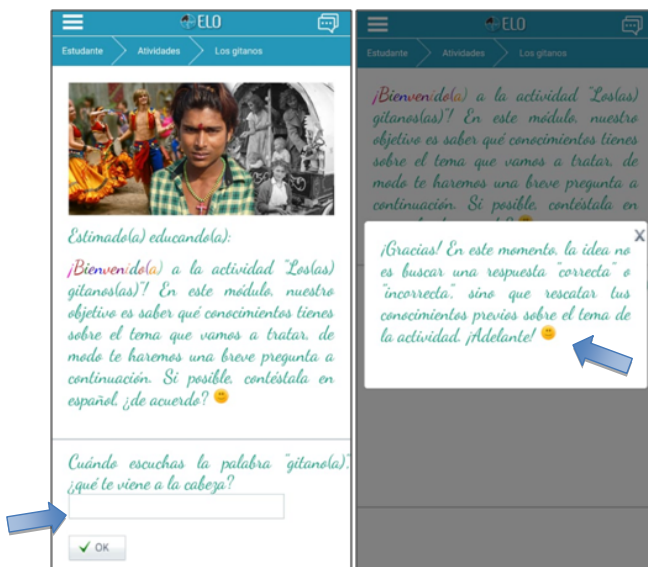 ELO
Estudante
Atividades
Los gitanos
Estimado(a) educando(a):
¡Bienvenido(a) a la actividad "Los(as)
gitanos(as)"! En este módulo, nuestro
objetivo es saber qué conocimientos tienes
sobre el tema que vamos a tratar, de
modo te haremos una breve pregunta a
continuación. Si posible, contéstala en
español, ¿de acuerdo?
Cuándo escuchas la palabra "gitano(a)",
¿qué te viene a la cabeza?
OK
ELO
Estudante
Atividades
Los gitanos
¡Bienvenido(a) a la actividad "Los(as)
gitanos(as)"! En este módulo, nuestro
objetivo es saber qué conocimientos tienes
sobre el tema que vamos a tratar, de
modo te haremos una breve pregunta a
continuación. Si posible, contéstala en
X
¡Gracias! En este momento, la idea no
es buscar una respuesta "correcta" o
"incorrecta", sino que rescatar tus
conocimientos previos sobre el tema de
la actividad. ¡Adelante!